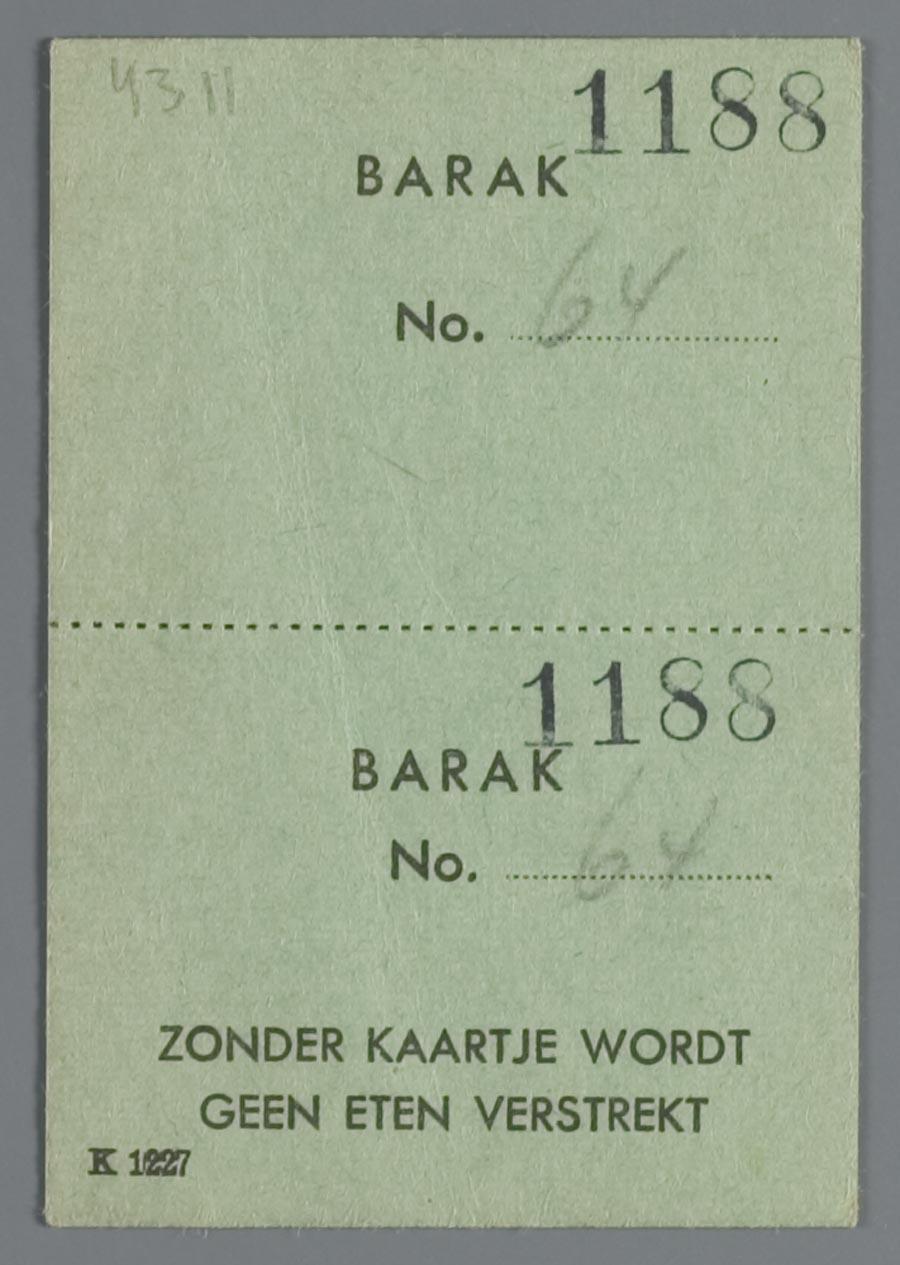 4311
1188
BARAK
No. 64
1188
BARAK
No. 64
ZONDER KAARTJE WORDT
GEEN ETEN VERSTREKT
K 1227